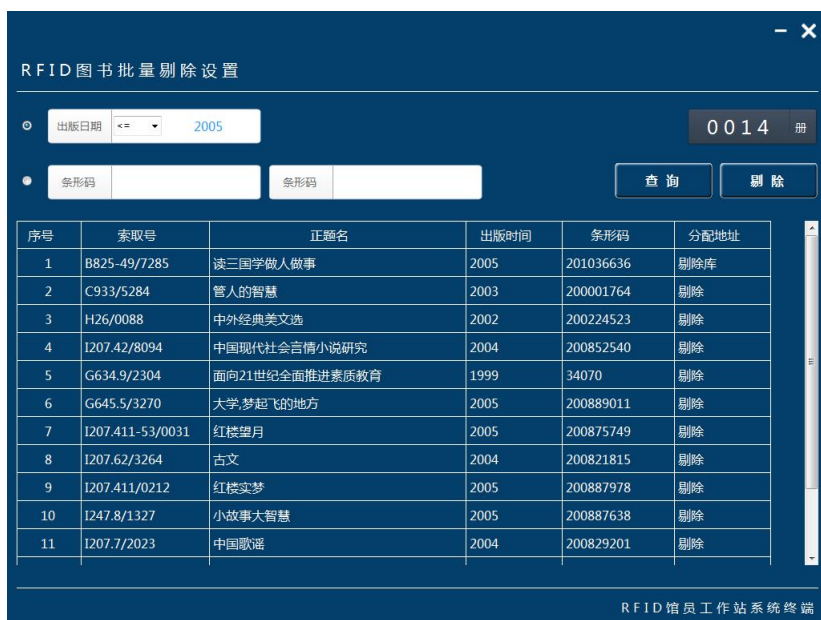 RFID图书批量剔除设置
出版日期 <= 2005 0014 册
条形码 条形码 查询 剔除
序号 索取号 正题名 出版时间 条形码 分配地址
1 B825-49/7285 读三国学做人做事 2005 201036636 剔除库
2 C933/5284 管人的智慧 2003 200001764 剔除
3 H26/0088 中外经典美文选 2002 200224523 剔除
4 I207.42/8094 中国现代社会言情小说研究 2004 200852540 剔除
5 G634.9/2304 面向21世纪全面推进素质教育 1999 34070 剔除
6 G645.5/3270 大学,梦起飞的地方 2005 200889011 剔除
7 I207.411-53/0031 红楼望月 2005 200875749 剔除
8 I207.62/3264 古文 2004 200821815 剔除
9 I207.411/0212 红楼实梦 2005 200887978 剔除
10 I247.8/1327 小故事大智慧 2005 200887638 剔除
11 I207.7/2023 中国歌谣 2004 200829201 剔除
RFID馆员工作站系统终端